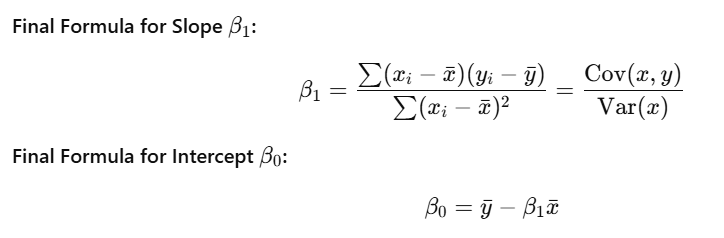 Final Formula for Slope β₁:
β₁ = ∑(xᵢ − x̄)(yᵢ − ȳ) / ∑(xᵢ − x̄)² = Cov(x, y) / Var(x)
Final Formula for Intercept β₀:
β₀ = ȳ − β₁x̄